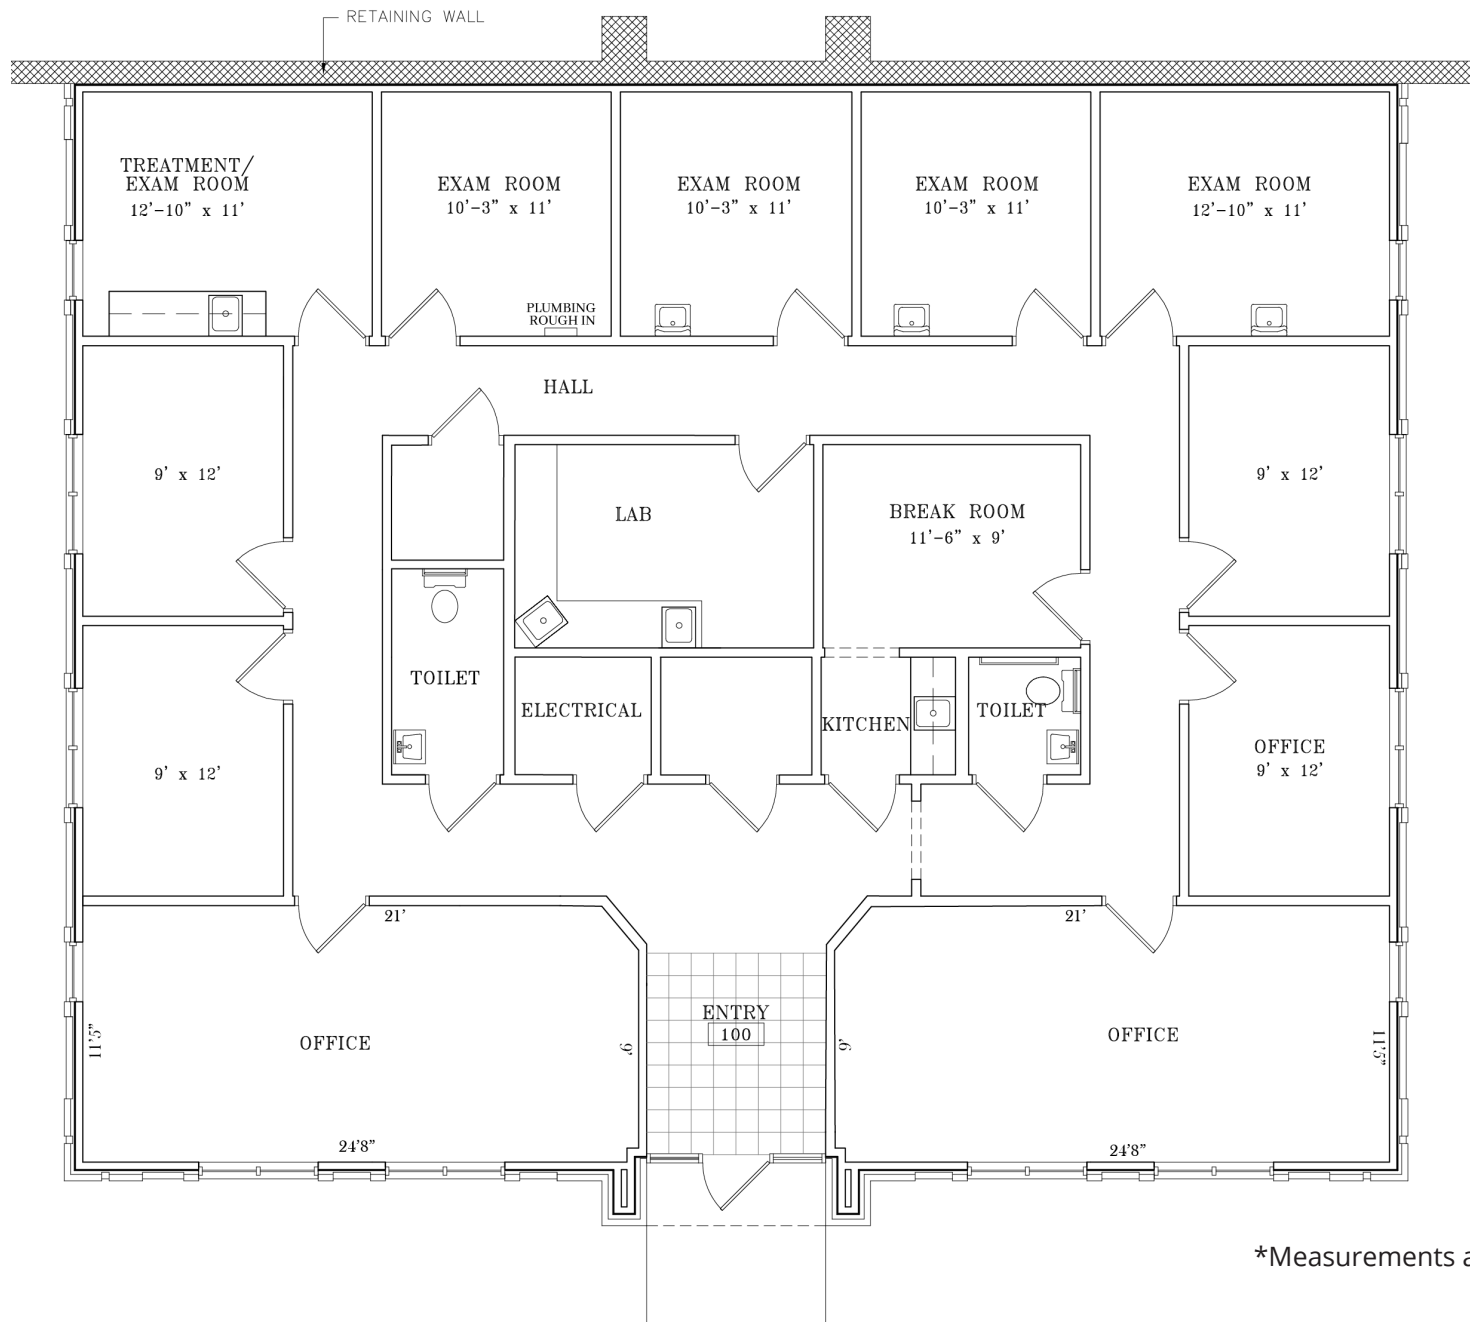 RETAINING WALL
TREATMENT/
EXAM ROOM
12'-10" x 11'
EXAM ROOM
10'-3" x 11'
EXAM ROOM
10'-3" x 11'
EXAM ROOM
10'-3" x 11'
EXAM ROOM
12'-10" x 11'
PLUMBING
ROUGH IN
HALL
9' x 12'
LAB
BREAK ROOM
11'-6" x 9'
9' x 12'
TOILET
ELECTRICAL
KITCHEN
TOILET
9' x 12'
OFFICE
9' x 12'
21'
21'
11'5"
OFFICE
9'
ENTRY
100
9'
OFFICE
11'5"
24'8"
24'8"
*Measurements a